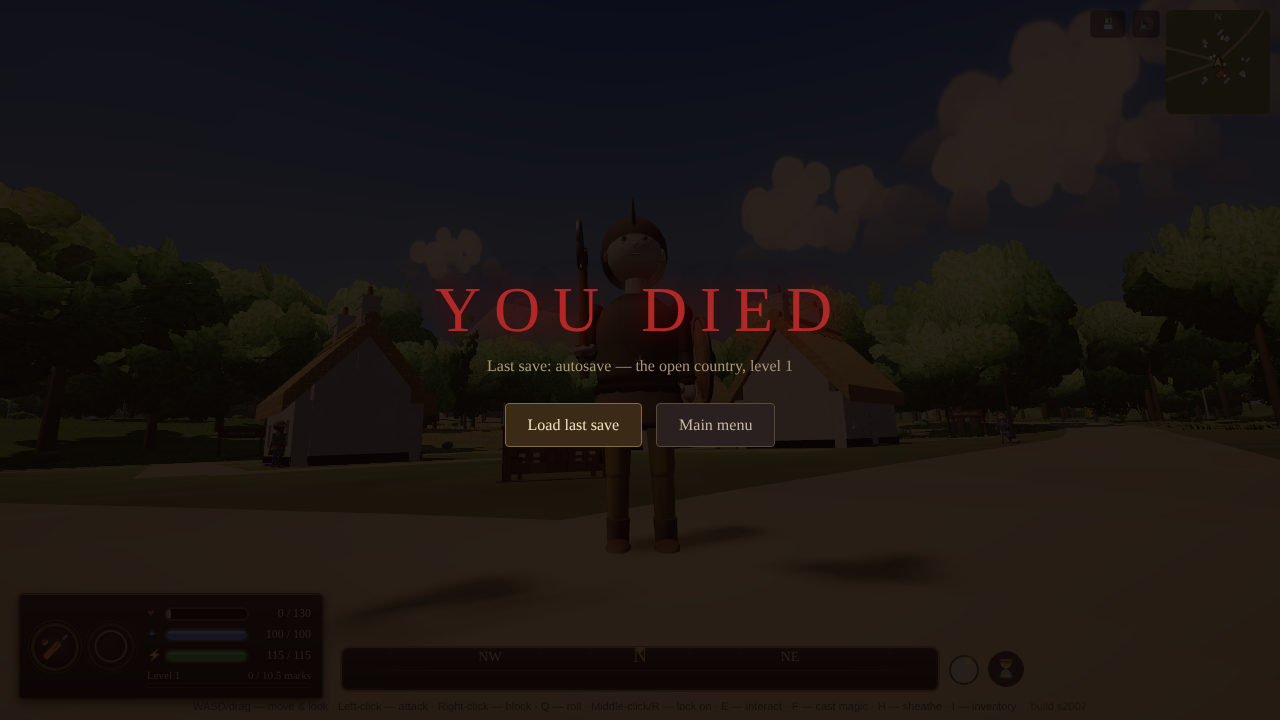 N
YOU DIED
Last save: autosave — the open country, level 1
Load last save
Main menu
0 / 130
100 / 100
115 / 115
Level 1
0 / 10.5 marks
NW
N
NE
WASD/drag — move & look · Left-click — attack · Right-click — block · Q — roll · Middle-click/R — lock on · E — interact · F — cast magic · H — sheathe · I — inventory build s2007